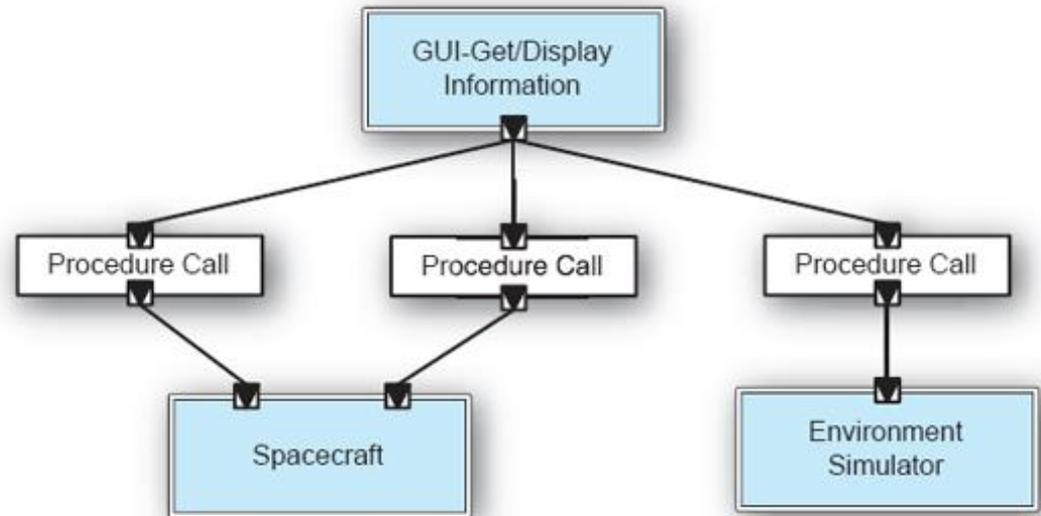 GUI-Get/Display
Information
Procedure Call
Procedure Call
Procedure Call
Spacecraft
Environment
Simulator